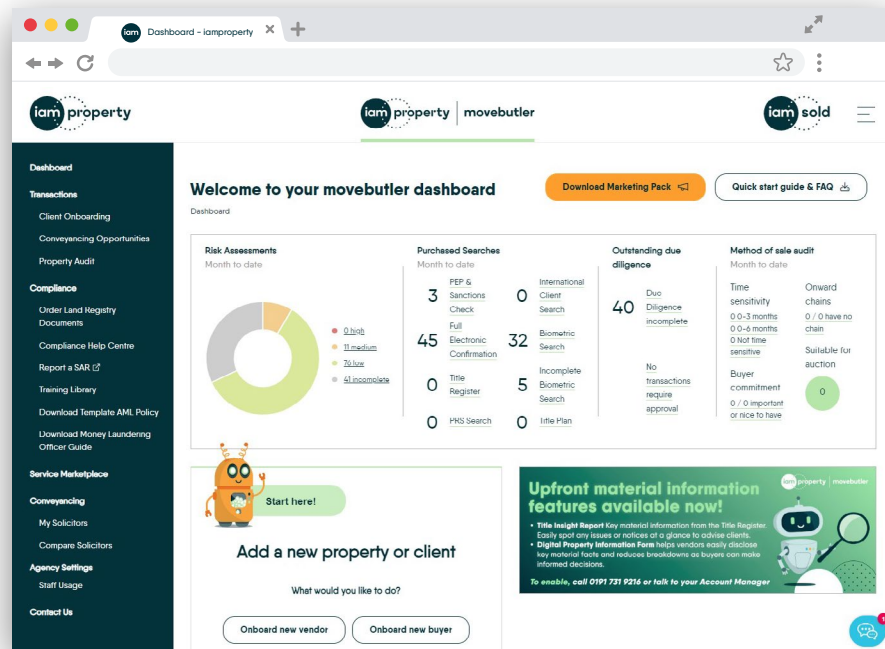 iam Dashboard - iamproperty
iam property
iam property movebutler
iam sold
Dashboard
Transactions
Client Onboarding
Conveyancing Opportunities
Property Audit
Compliance
Order Land Registry
Documents
Compliance Help Centre
Report a SAR
Training Library
Download Template AML Policy
Download Money Laundering
Officer Guide
Service Marketplace
Conveyancing
My Solicitors
Compare Solicitors
Agency Settings
Staff Usage
Contact Us
Welcome to your movebutler dashboard
Download Marketing Pack
Quick start guide & FAQ
Dashboard
Risk Assessments
Month to date
0 high
11 medium
76 low
41 incomplete
Purchased Searches
Month to date
3 PEP &
Sanctions
Check
0 International
Client
Search
45 Full
Electronic
Confirmation
32 Biometric
Search
0 Title
Register
5 Incomplete
Biometric
Search
0 PRS Search
0 Title Plan
Outstanding due
diligence
40 Due
Diligence
incomplete
No
transactions
require
approval
Method of sale audit
Month to date
Time
sensitivity
0 0-3 months
0 0-6 months
0 Not time
sensitive
Buyer
commitment
0 / 0 important
or nice to have
Onward
chains
0 / 0 have no
chain
Suitable for
auction
0
Start here!
Add a new property or client
What would you like to do?
Onboard new vendor
Onboard new buyer
iam property movebutler
Upfront material information
features available now!
• Title Insight Report Key material information from the Title Register.
Easily spot any issues or notices at a glance to advise clients.
• Digital Property Information Form helps vendors easily disclose
key material facts and reduces breakdowns as buyers can make
informed decisions.
To enable, call 0191 731 9216 or talk to your Account Manager